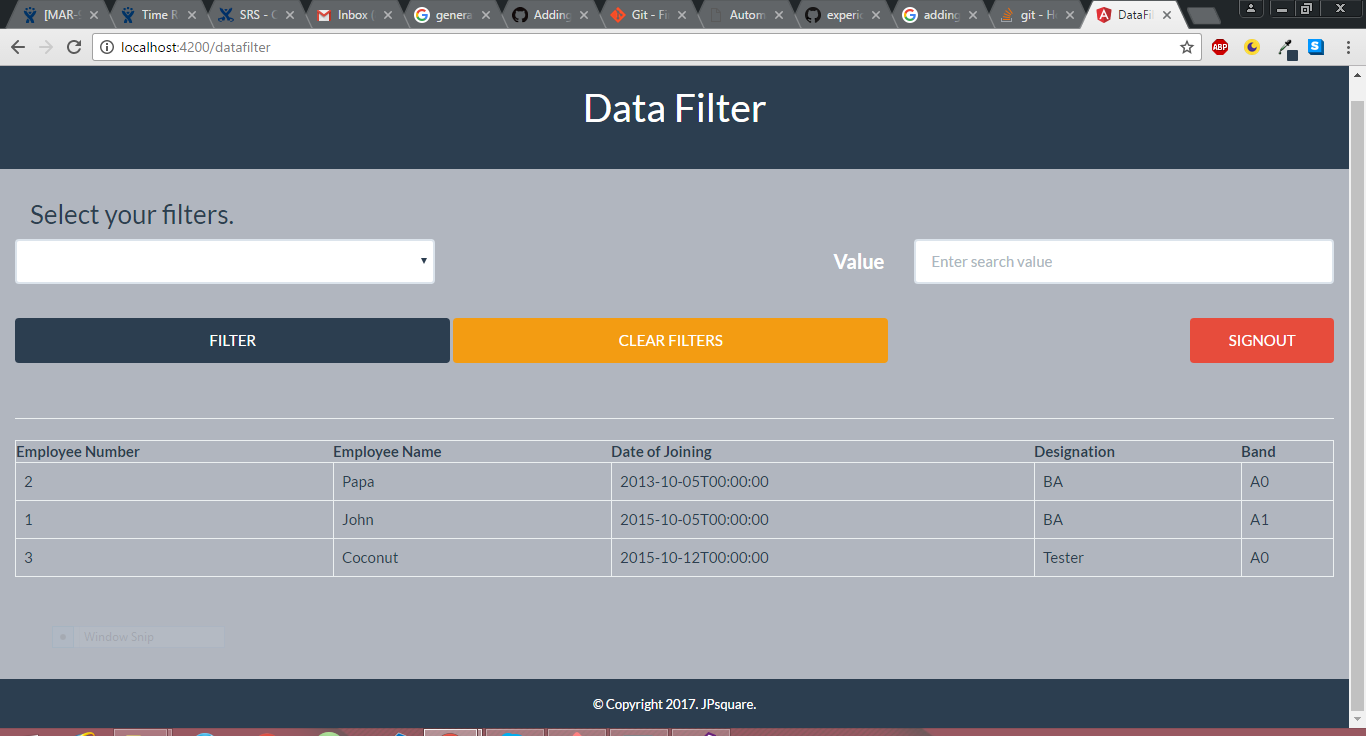 [MAR-
Time R
SRS - C
Inbox (
genera
Adding
Git - Fi
Autom
experi
adding
git - H
DataFil
localhost:4200/datafilter
ABP
S
Data Filter
Select your filters.
Value
Enter search value
FILTER
CLEAR FILTERS
SIGNOUT
Employee Number Employee Name Date of Joining Designation Band
2 Papa 2013-10-05T00:00:00 BA A0
1 John 2015-10-05T00:00:00 BA A1
3 Coconut 2015-10-12T00:00:00 Tester A0
Window Snip
© Copyright 2017. JPsquare.